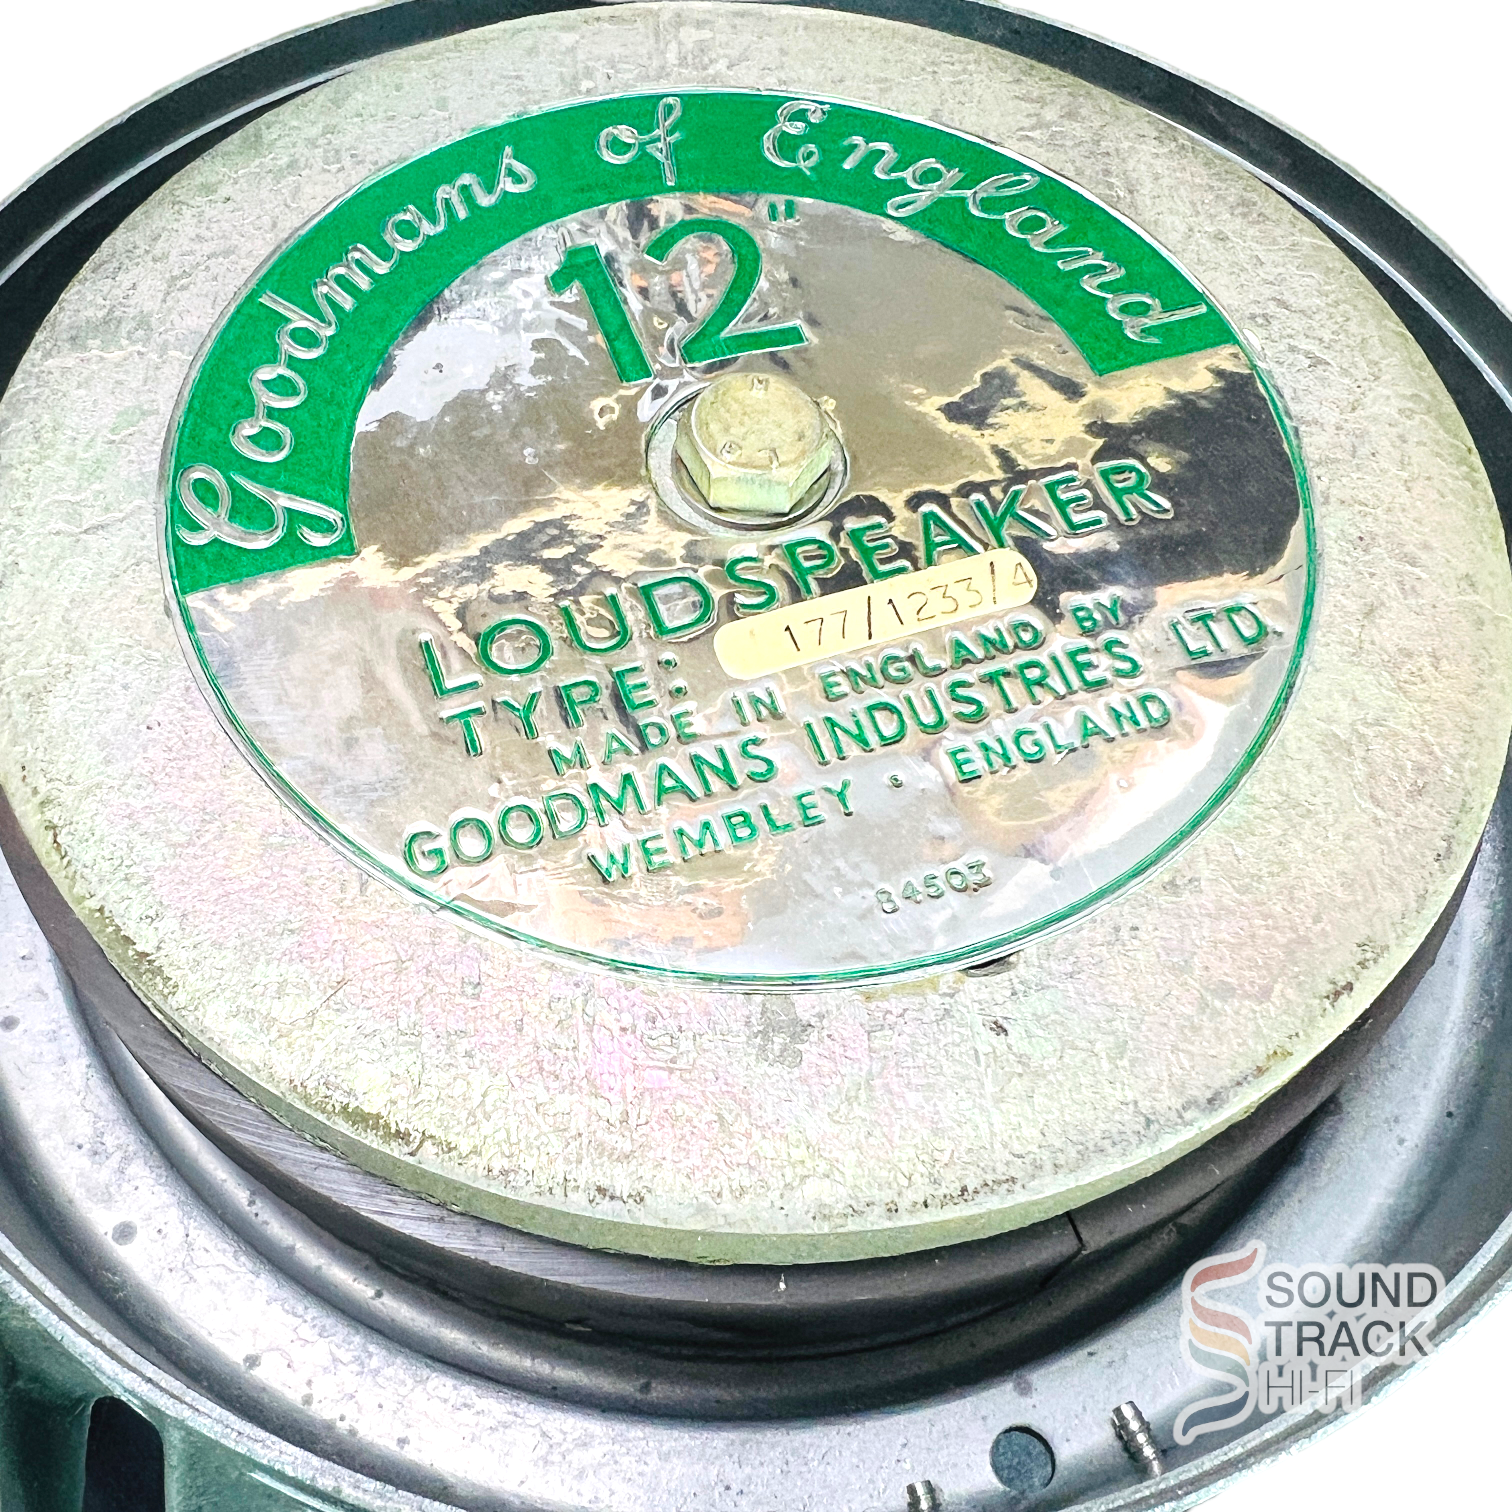 Goodmans of England
12"
LOUDSPEAKER
TYPE: 177/1233/4
MADE IN ENGLAND BY
GOODMANS INDUSTRIES LTD.
WEMBLEY · ENGLAND
84503
SOUND
TRACK
HI-FI